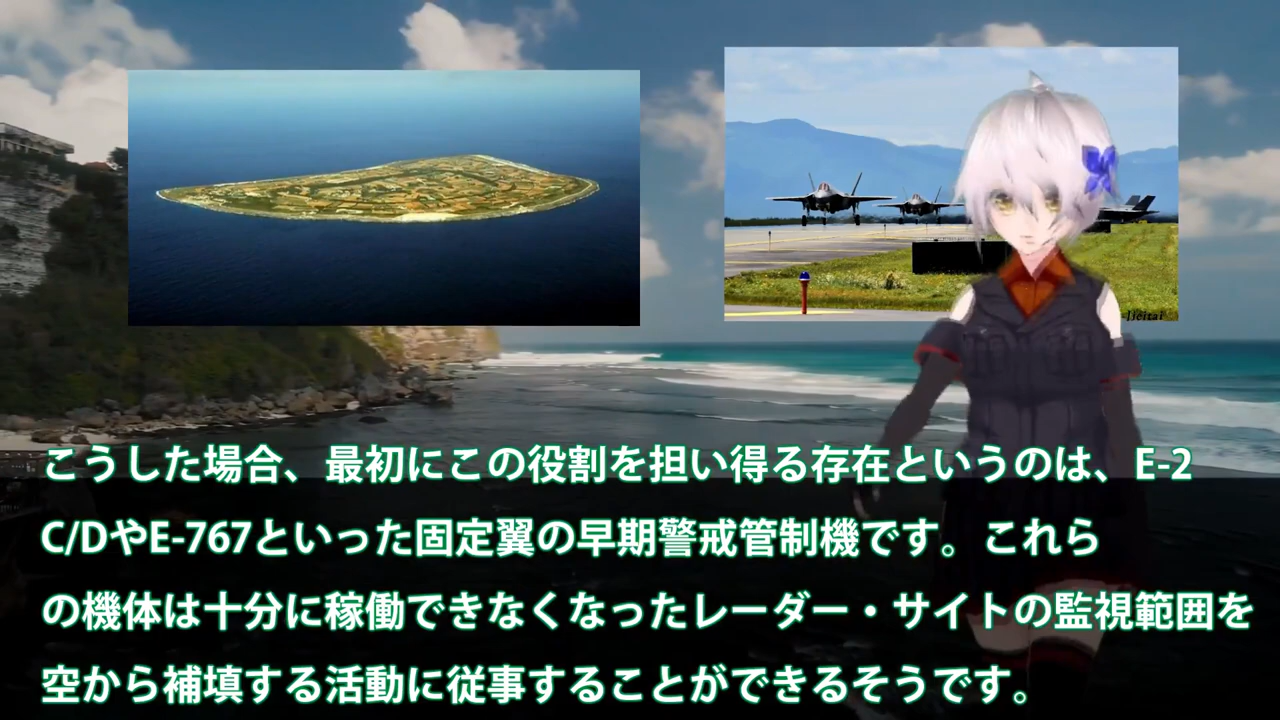 こうした場合、最初にこの役割を担い得る存在というのは、E-2
C/DやE-767といった固定翼の早期警戒管制機です。これら
の機体は十分に稼働できなくなったレーダー・サイトの監視範囲を
空から補填する活動に従事することができるそうです。